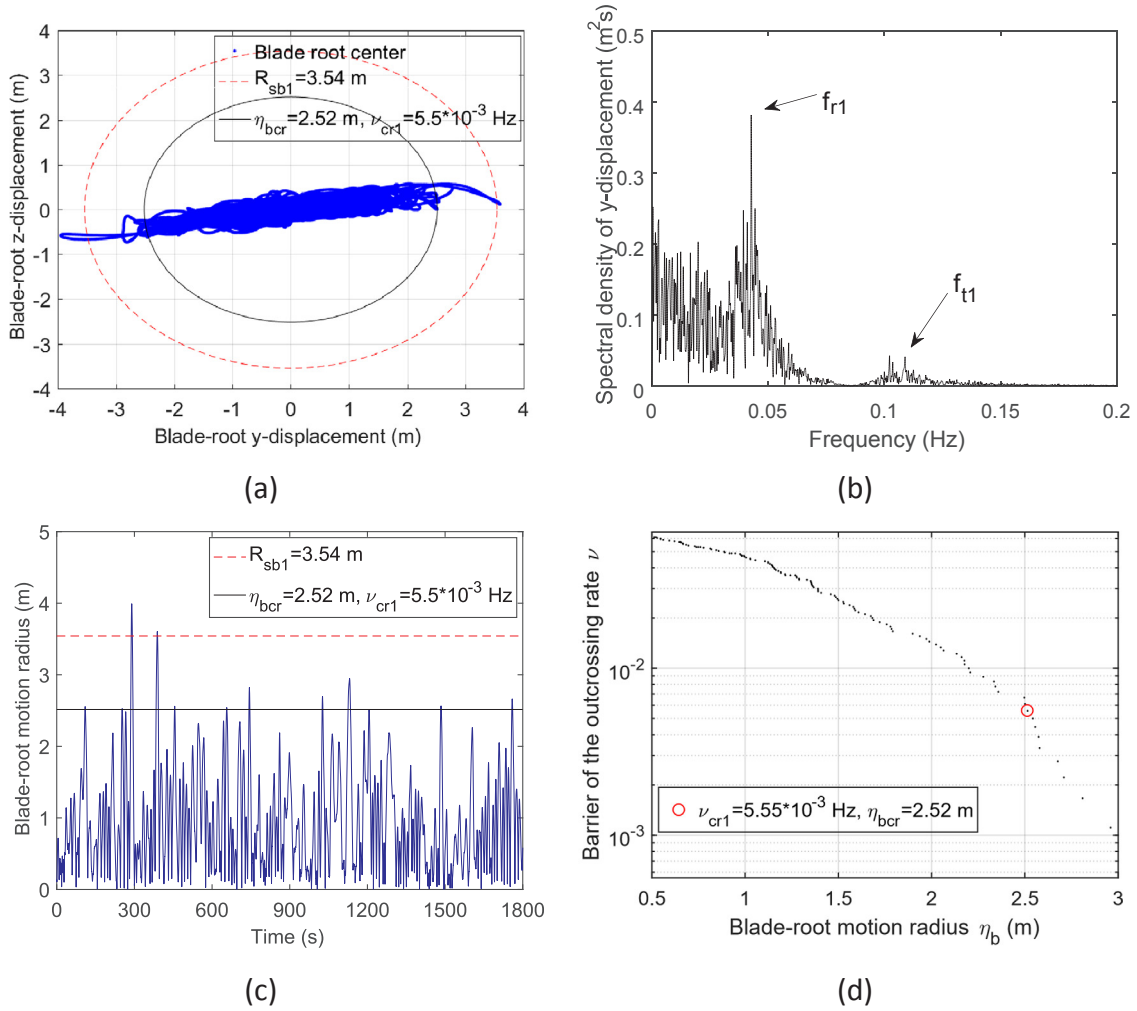 4
3
2
1
0
-1
-2
-3
-4
-4 -3 -2 -1 0 1 2 3 4
Blade-root z-displacement (m)
Blade-root y-displacement (m)
Blade root center
R_sb1=3.54 m
η_bcr=2.52 m, ν_cr1=5.5*10^-3 Hz
(a)
0.5
0.4
0.3
0.2
0.1
0
0 0.05 0.1 0.15 0.2
Spectral density of y-displacement (m²s)
Frequency (Hz)
f_r1
f_t1
(b)
5
4
3
2
1
0
0 300 600 900 1200 1500 1800
Blade-root motion radius (m)
Time (s)
R_sb1=3.54 m
η_bcr=2.52 m, ν_cr1=5.5*10^-3 Hz
(c)
10^-2
10^-3
0.5 1 1.5 2 2.5 3
Barrier of the outcrossing rate ν
Blade-root motion radius η_b (m)
ν_cr1=5.55*10^-3 Hz, η_bcr=2.52 m
(d)